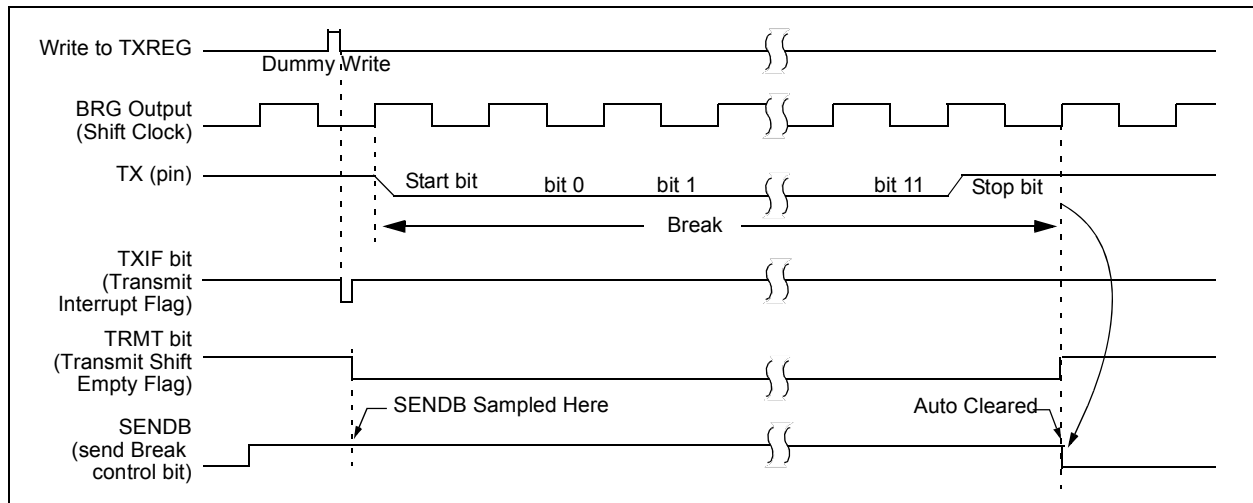 Write to TXREG
Dummy Write
BRG Output
(Shift Clock)
TX (pin)
Start bit
bit 0
bit 1
bit 11
Stop bit
Break
TXIF bit
(Transmit
Interrupt Flag)
TRMT bit
(Transmit Shift
Empty Flag)
SENDB Sampled Here
Auto Cleared
SENDB
(send Break
control bit)